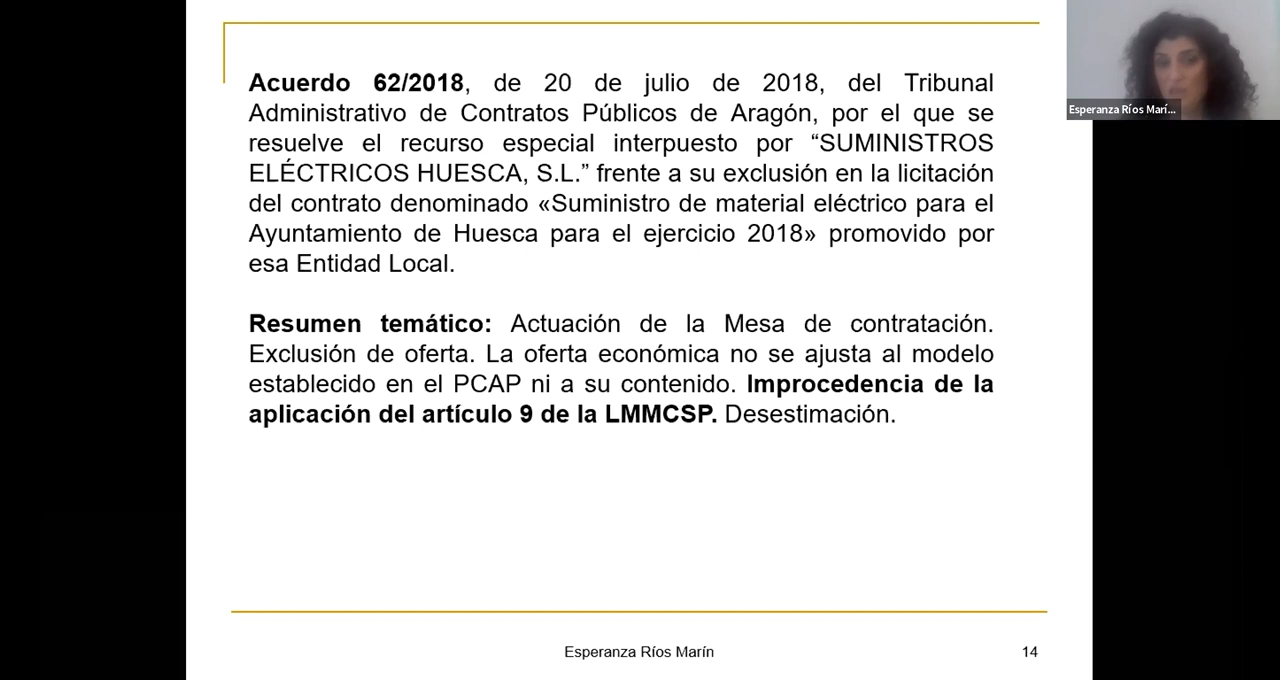 Acuerdo 62/2018, de 20 de julio de 2018, del Tribunal
Administrativo de Contratos Públicos de Aragón, por el que se
resuelve el recurso especial interpuesto por “SUMINISTROS
ELÉCTRICOS HUESCA, S.L.” frente a su exclusión en la licitación
del contrato denominado «Suministro de material eléctrico para el
Ayuntamiento de Huesca para el ejercicio 2018» promovido por
esa Entidad Local.
Resumen temático: Actuación de la Mesa de contratación.
Exclusión de oferta. La oferta económica no se ajusta al modelo
establecido en el PCAP ni a su contenido. Improcedencia de la
aplicación del artículo 9 de la LMMCSP. Desestimación.
Esperanza Ríos Marín
14
Esperanza Ríos Marí...